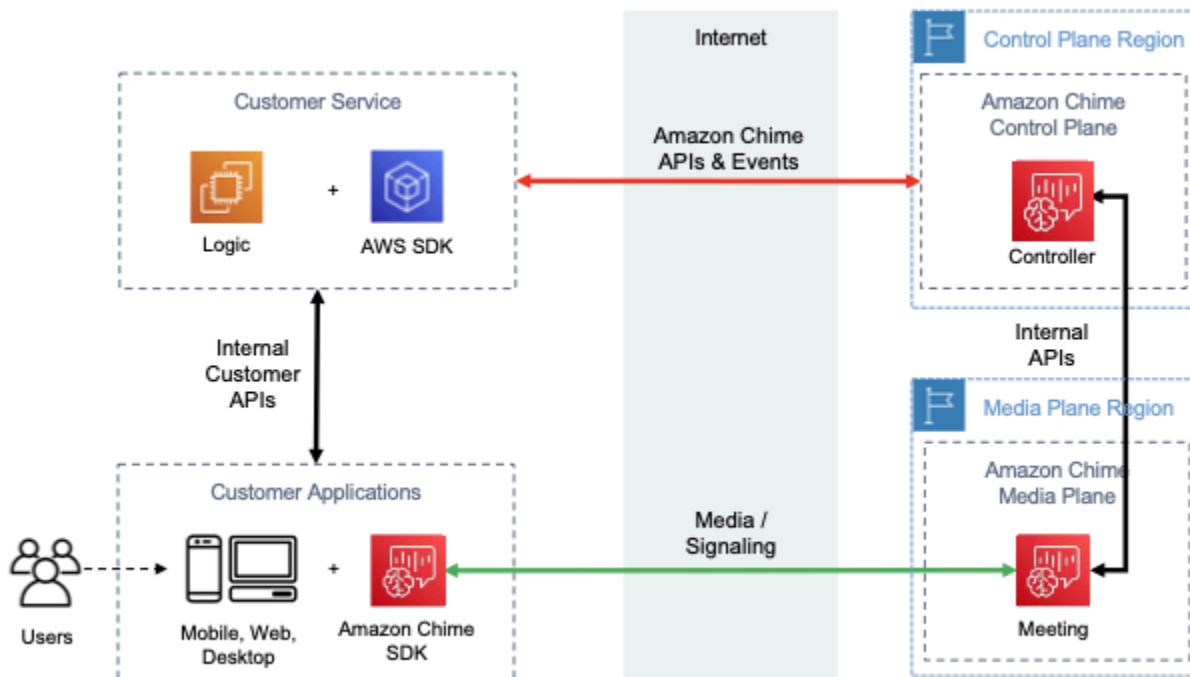 Internet
Control Plane Region
Customer Service
Amazon Chime
Control Plane
Amazon Chime
APIs & Events
+
Logic
AWS SDK
Controller
Internal
Customer
APIs
Internal
APIs
Media Plane Region
Customer Applications
Amazon Chime
Media Plane
Media /
Signaling
+
Users
Mobile, Web,
Desktop
Amazon Chime
SDK
Meeting